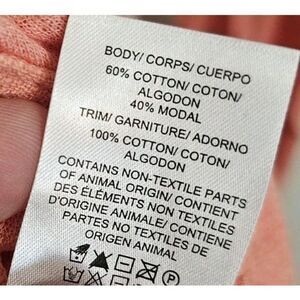 BODY/ CORPS/ CUERPO
60% COTTON/ COTON/
ALGODON
40% MODAL
TRIM/ GARNITURE/ ADORNO
100% COTTON/ COTON/
ALGODON
CONTAINS NON-TEXTILE PARTS
OF ANIMAL ORIGIN/ CONTIENT
DES ÉLÉMENTS NON TEXTILES
D'ORIGINE ANIMALE/ CONTIENE
PARTES NO TEXTILES DE
ORIGEN ANIMAL